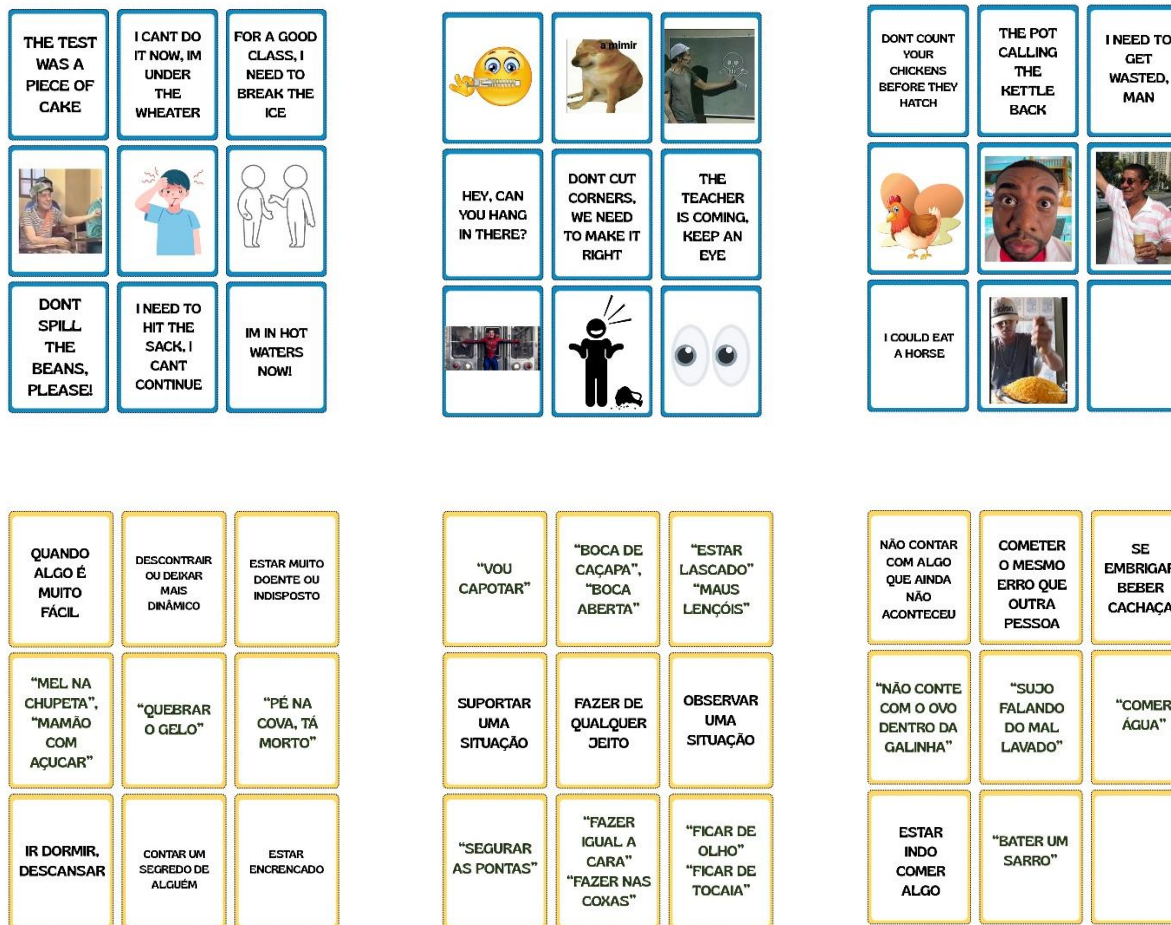 THE TEST
WAS A
PIECE OF
CAKE
I CANT DO
IT NOW, IM
UNDER
THE
WHEATER
FOR A GOOD
CLASS, I
NEED TO
BREAK THE
ICE
DONT
SPILL
THE
BEANS,
PLEASE!
I NEED TO
HIT THE
SACK, I
CANT
CONTINUE
IM IN HOT
WATERS
NOW!
a mimir
HEY, CAN
YOU HANG
IN THERE?
DONT CUT
CORNERS,
WE NEED
TO MAKE IT
RIGHT
THE
TEACHER
IS COMING,
KEEP AN
EYE
DONT COUNT
YOUR
CHICKENS
BEFORE THEY
HATCH
THE POT
CALLING
THE
KETTLE
BACK
I NEED TO
GET
WASTED,
MAN
I COULD EAT
A HORSE
QUANDO
ALGO É
MUITO
FÁCIL
DESCONTRAIR
OU DEIXAR
MAIS
DINÂMICO
ESTAR MUITO
DOENTE OU
INDISPOSTO
"MEL NA
CHUPETA",
"MAMÃO
COM
AÇUCAR"
"QUEBRAR
O GELO"
"PÉ NA
COVA, TÁ
MORTO"
IR DORMIR,
DESCANSAR
CONTAR UM
SEGREDO DE
ALGUÉM
ESTAR
ENCRENCADO
"VOU
CAPOTAR"
"BOCA DE
CAÇAPA",
"BOCA
ABERTA"
"ESTAR
LASCADO"
"MAUS
LENÇÓIS"
SUPORTAR
UMA
SITUAÇÃO
FAZER DE
QUALQUER
JEITO
OBSERVAR
UMA
SITUAÇÃO
"SEGURAR
AS PONTAS"
"FAZER
IGUAL A
CARA"
"FAZER NAS
COXAS"
"FICAR DE
OLHO"
"FICAR DE
TOCAIA"
NÃO CONTAR
COM ALGO
QUE AINDA
NÃO
ACONTECEU
COMETER
O MESMO
ERRO QUE
OUTRA
PESSOA
SE
EMBRIGAR
BEBER
CACHAÇA
"NÃO CONTE
COM O OVO
DENTRO DA
GALINHA"
"SUJO
FALANDO
DO MAL
LAVADO"
"COMER
ÁGUA"
ESTAR
INDO
COMER
ALGO
"BATER UM
SARRO"